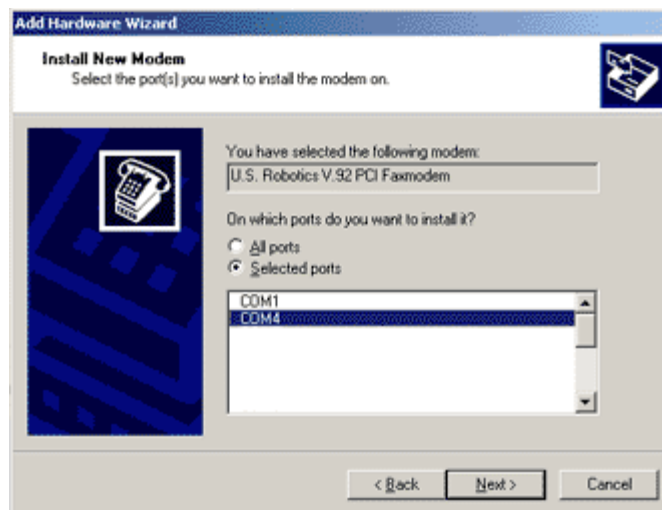 Add Hardware Wizard
Install New Modem
Select the port(s) you want to install the modem on.
You have selected the following modem:
U.S. Robotics V.92 PCI Faxmodem
On which ports do you want to install it?
All ports
Selected ports
COM1
COM4
< Back
Next >
Cancel